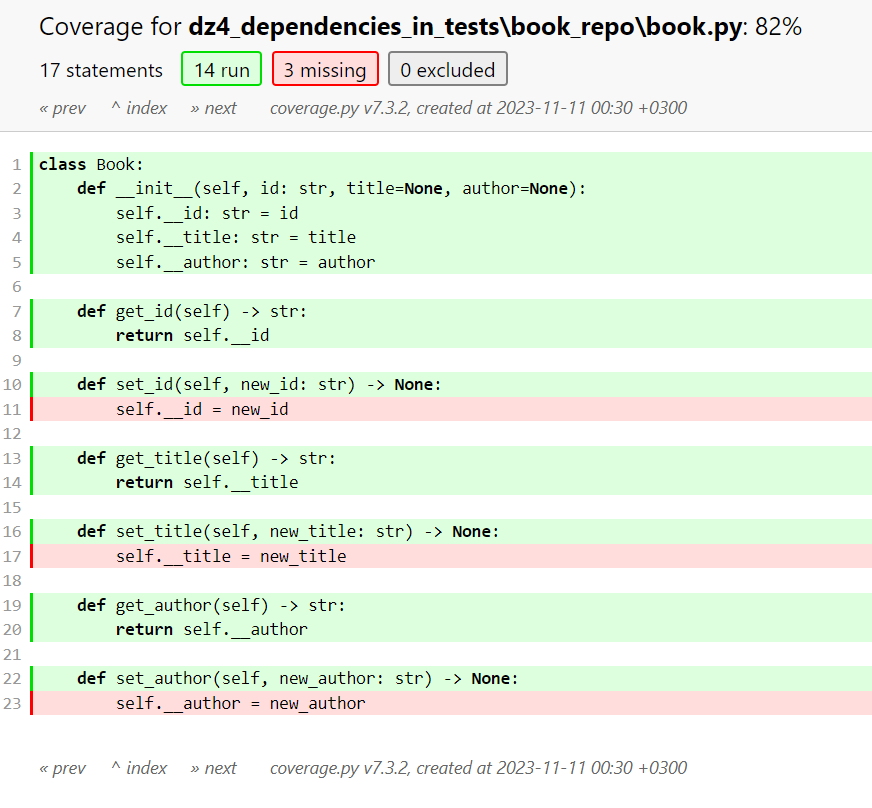 Coverage for dz4_dependencies_in_tests\book_repo\book.py: 82%
17 statements 14 run 3 missing 0 excluded
« prev ^ index » next coverage.py v7.3.2, created at 2023-11-11 00:30 +0300
1 class Book:
2     def __init__(self, id: str, title=None, author=None):
3         self.__id: str = id
4         self.__title: str = title
5         self.__author: str = author
6
7     def get_id(self) -> str:
8         return self.__id
9
10     def set_id(self, new_id: str) -> None:
11         self.__id = new_id
12
13     def get_title(self) -> str:
14         return self.__title
15
16     def set_title(self, new_title: str) -> None:
17         self.__title = new_title
18
19     def get_author(self) -> str:
20         return self.__author
21
22     def set_author(self, new_author: str) -> None:
23         self.__author = new_author
« prev ^ index » next coverage.py v7.3.2, created at 2023-11-11 00:30 +0300